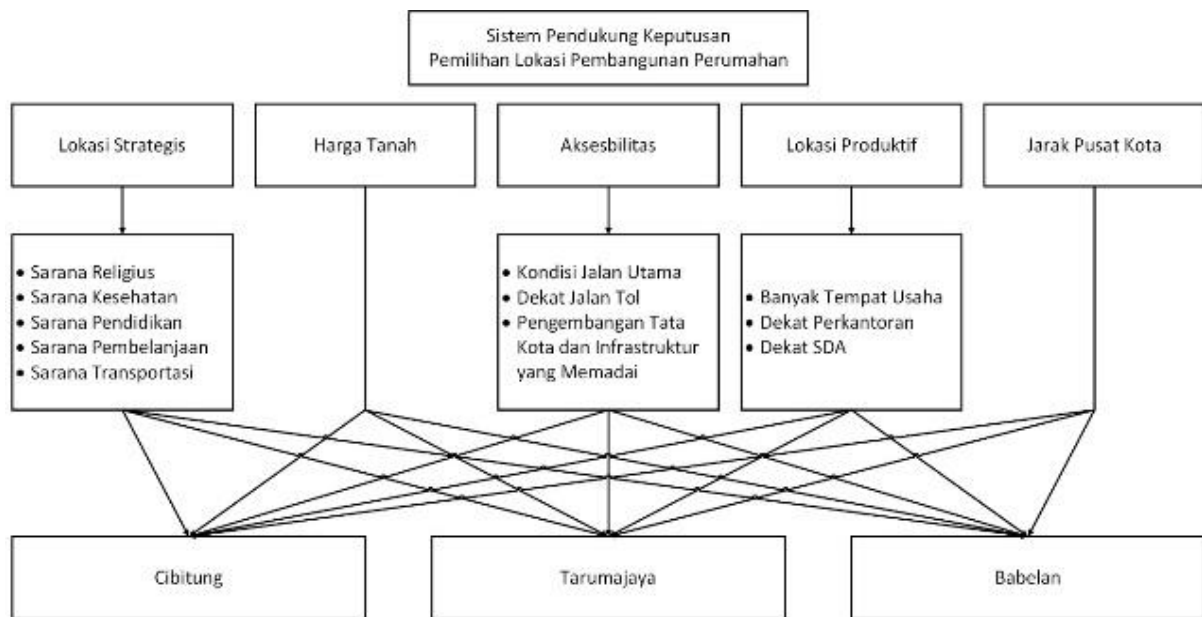 Sistem Pendukung Keputusan
Pemilihan Lokasi Pembangunan Perumahan
Lokasi Strategis
Harga Tanah
Aksesbilitas
Lokasi Produktif
Jarak Pusat Kota
• Sarana Religius
• Sarana Kesehatan
• Sarana Pendidikan
• Sarana Pembelanjaan
• Sarana Transportasi
• Kondisi Jalan Utama
• Dekat Jalan Tol
• Pengembangan Tata
Kota dan Infrastruktur
yang Memadai
• Banyak Tempat Usaha
• Dekat Perkantoran
• Dekat SDA
Cibitung
Tarumajaya
Babelan